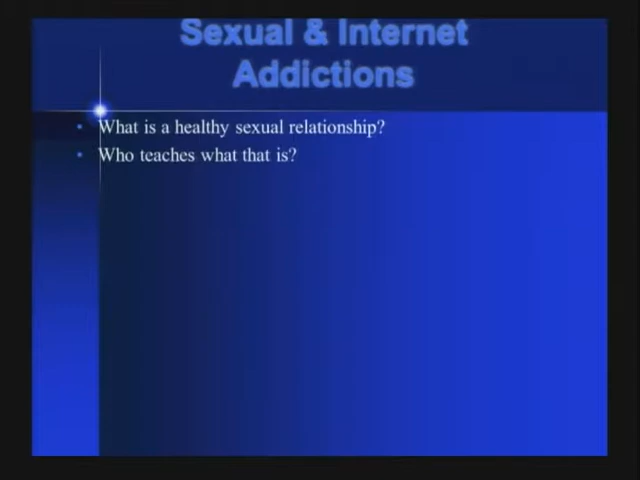 Sexual & Internet
Addictions
• What is a healthy sexual relationship?
• Who teaches what that is?